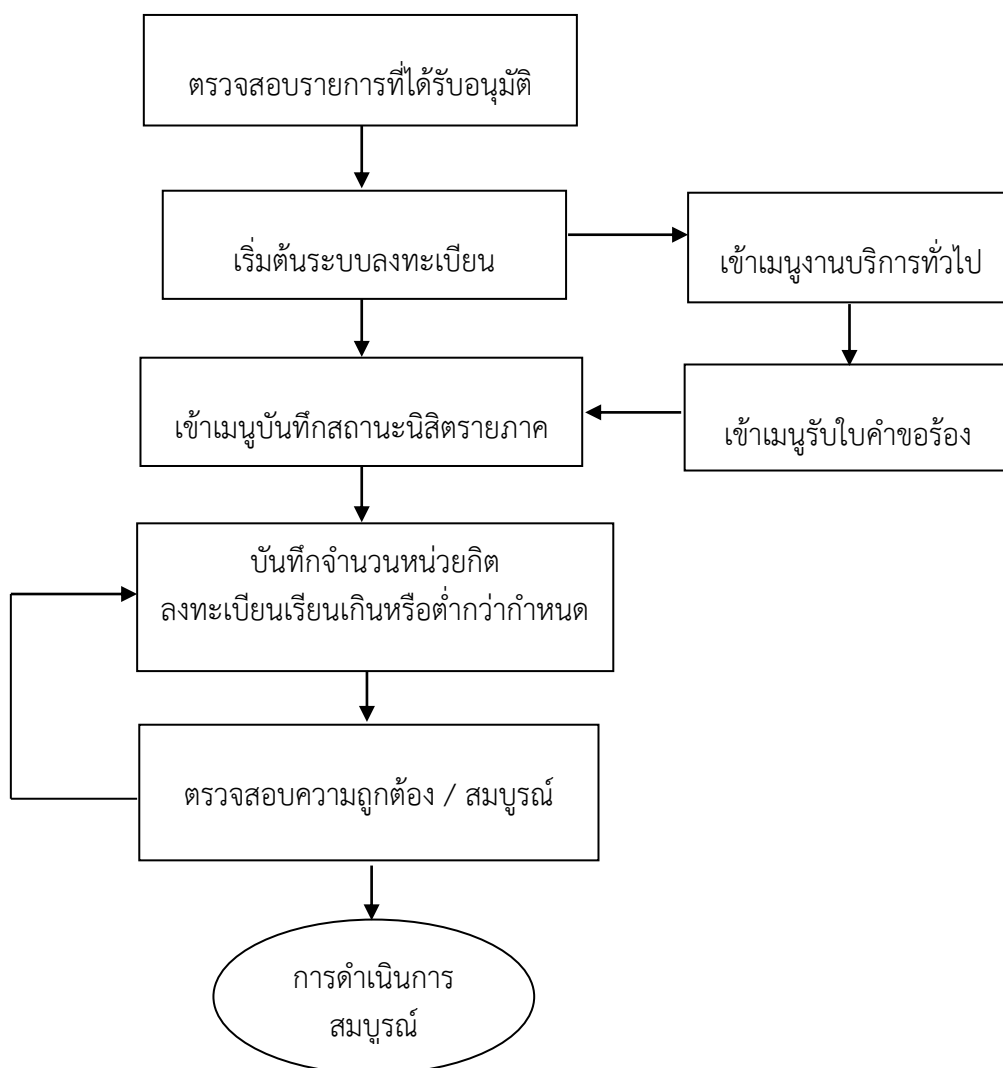 ตรวจสอบรายการที่ได้รับอนุมัติ
เริ่มต้นระบบลงทะเบียน
เข้าเมนูงานบริการทั่วไป
เข้าเมนูบันทึกสถานะนิสิตรายภาค
เข้าเมนูรับใบคำขอร้อง
บันทึกจำนวนหน่วยกิต
ลงทะเบียนเรียนเกินหรือต่ำกว่ากำหนด
ตรวจสอบความถูกต้อง / สมบูรณ์
การดำเนินการ
สมบูรณ์